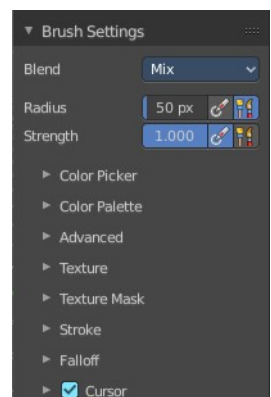 Brush Settings
Blend Mix
Radius 50 px
Strength 1.000
Color Picker
Color Palette
Advanced
Texture
Texture Mask
Stroke
Falloff
Cursor